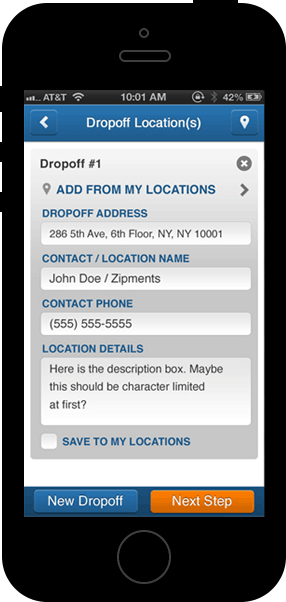 AT&T 10:01 AM 42%
Dropoff Location(s)
Dropoff #1
ADD FROM MY LOCATIONS
DROPOFF ADDRESS
286 5th Ave, 6th Floor, NY, NY 10001
CONTACT / LOCATION NAME
John Doe / Zipments
CONTACT PHONE
(555) 555-5555
LOCATION DETAILS
Here is the description box. Maybe
this should be character limited
at first?
SAVE TO MY LOCATIONS
New Dropoff Next Step